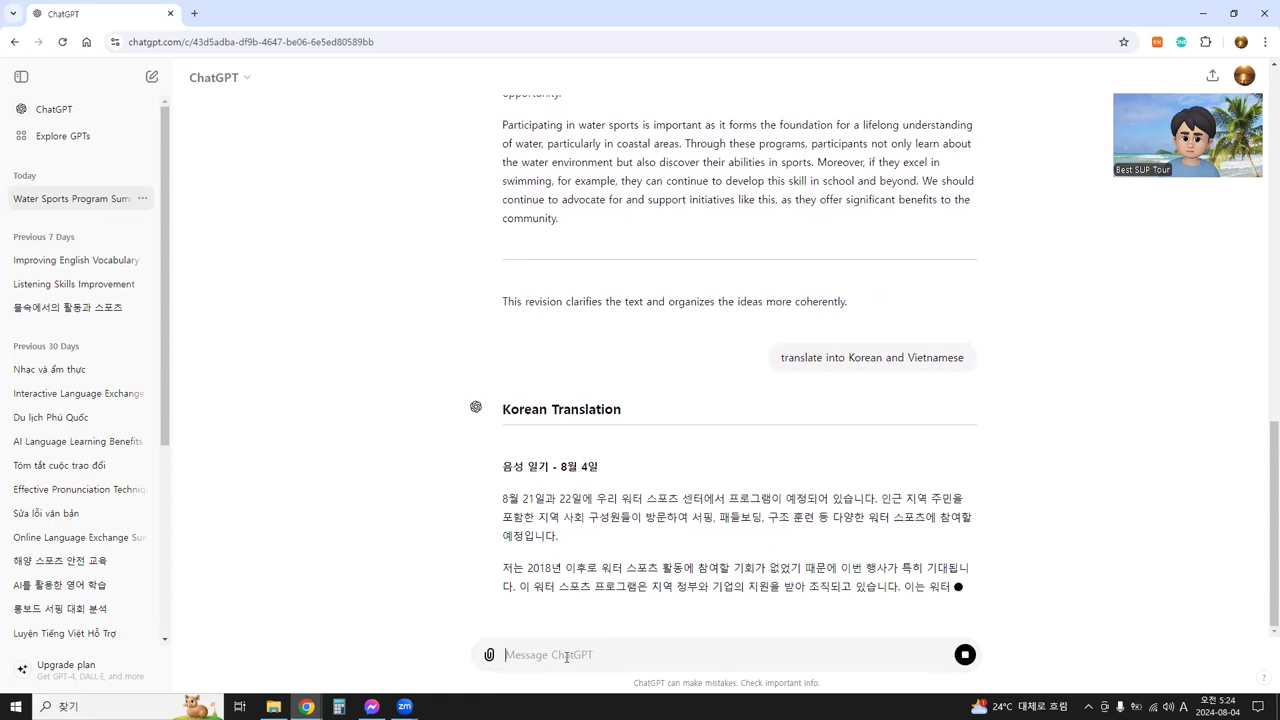 ChatGPT
chatgpt.com/c/43d5adba-df9b-4647-be06-6e5ed80589bb
ChatGPT
ChatGPT
Explore GPTs
Today
Water Sports Program Sum
Previous 7 Days
Improving English Vocabulary
Listening Skills Improvement
물속에서의 활동과 스포츠
Previous 30 Days
Nhạc và ẩm thực
Interactive Language Exchange
Du lịch Phú Quốc
AI Language Learning Benefits
Tóm tắt cuộc trao đổi
Effective Pronunciation Techniq
Sửa lỗi văn bản
Online Language Exchange Sum
해양 스포츠 안전 교육
AI를 활용한 영어 학습
롱보드 서핑 대회 분석
Luyện Tiếng Việt Hỗ Trợ
Upgrade plan
Get GPT-4, DALL·E, and more
opportunity.
Participating in water sports is important as it forms the foundation for a lifelong understanding
of water, particularly in coastal areas. Through these programs, participants not only learn about
the water environment but also discover their abilities in sports. Moreover, if they excel in
swimming, for example, they can continue to develop this skill in school and beyond. We should
continue to advocate for and support initiatives like this, as they offer significant benefits to the
community.
This revision clarifies the text and organizes the ideas more coherently.
translate into Korean and Vietnamese
Korean Translation
음성 일기 - 8월 4일
8월 21일과 22일에 우리 워터 스포츠 센터에서 프로그램이 예정되어 있습니다. 인근 지역 주민을
포함한 지역 사회 구성원들이 방문하여 서핑, 패들보딩, 구조 훈련 등 다양한 워터 스포츠에 참여할
예정입니다.
저는 2018년 이후로 워터 스포츠 활동에 참여할 기회가 없었기 때문에 이번 행사가 특히 기대됩니
다. 이 워터 스포츠 프로그램은 지역 정부와 기업의 지원을 받아 조직되고 있습니다. 이는 워터
Message ChatGPT
ChatGPT can make mistakes. Check important info.
?
Best SUP Tour
찾기
zm
24°C 대체로 흐림
A
오전 5:24
2024-08-04